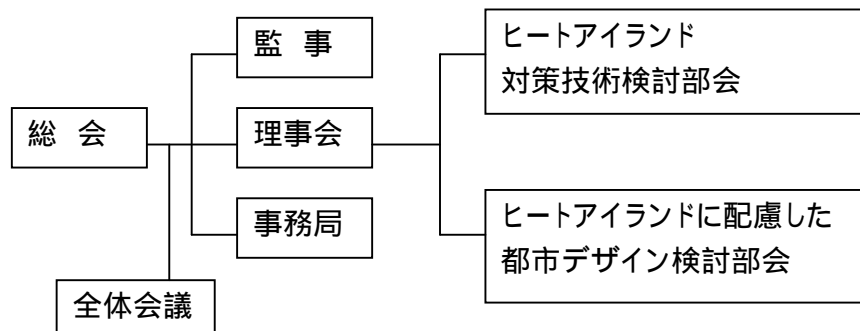 監 事
ヒートアイランド
対策技術検討部会
総 会
理事会
事務局
ヒートアイランドに配慮した
都市デザイン検討部会
全体会議